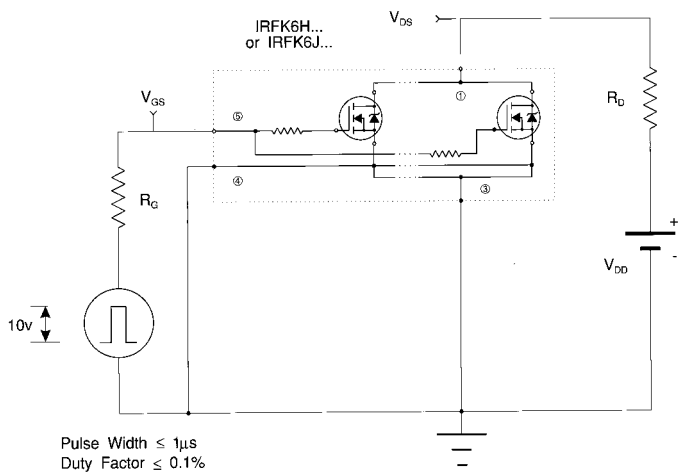 IRFK6H...
or IRFK6J...
V_DS
V_GS
⑤
①
R_D
④
③
R_G
+
-
V_DD
10v
Pulse Width ≤ 1μs
Duty Factor ≤ 0.1%